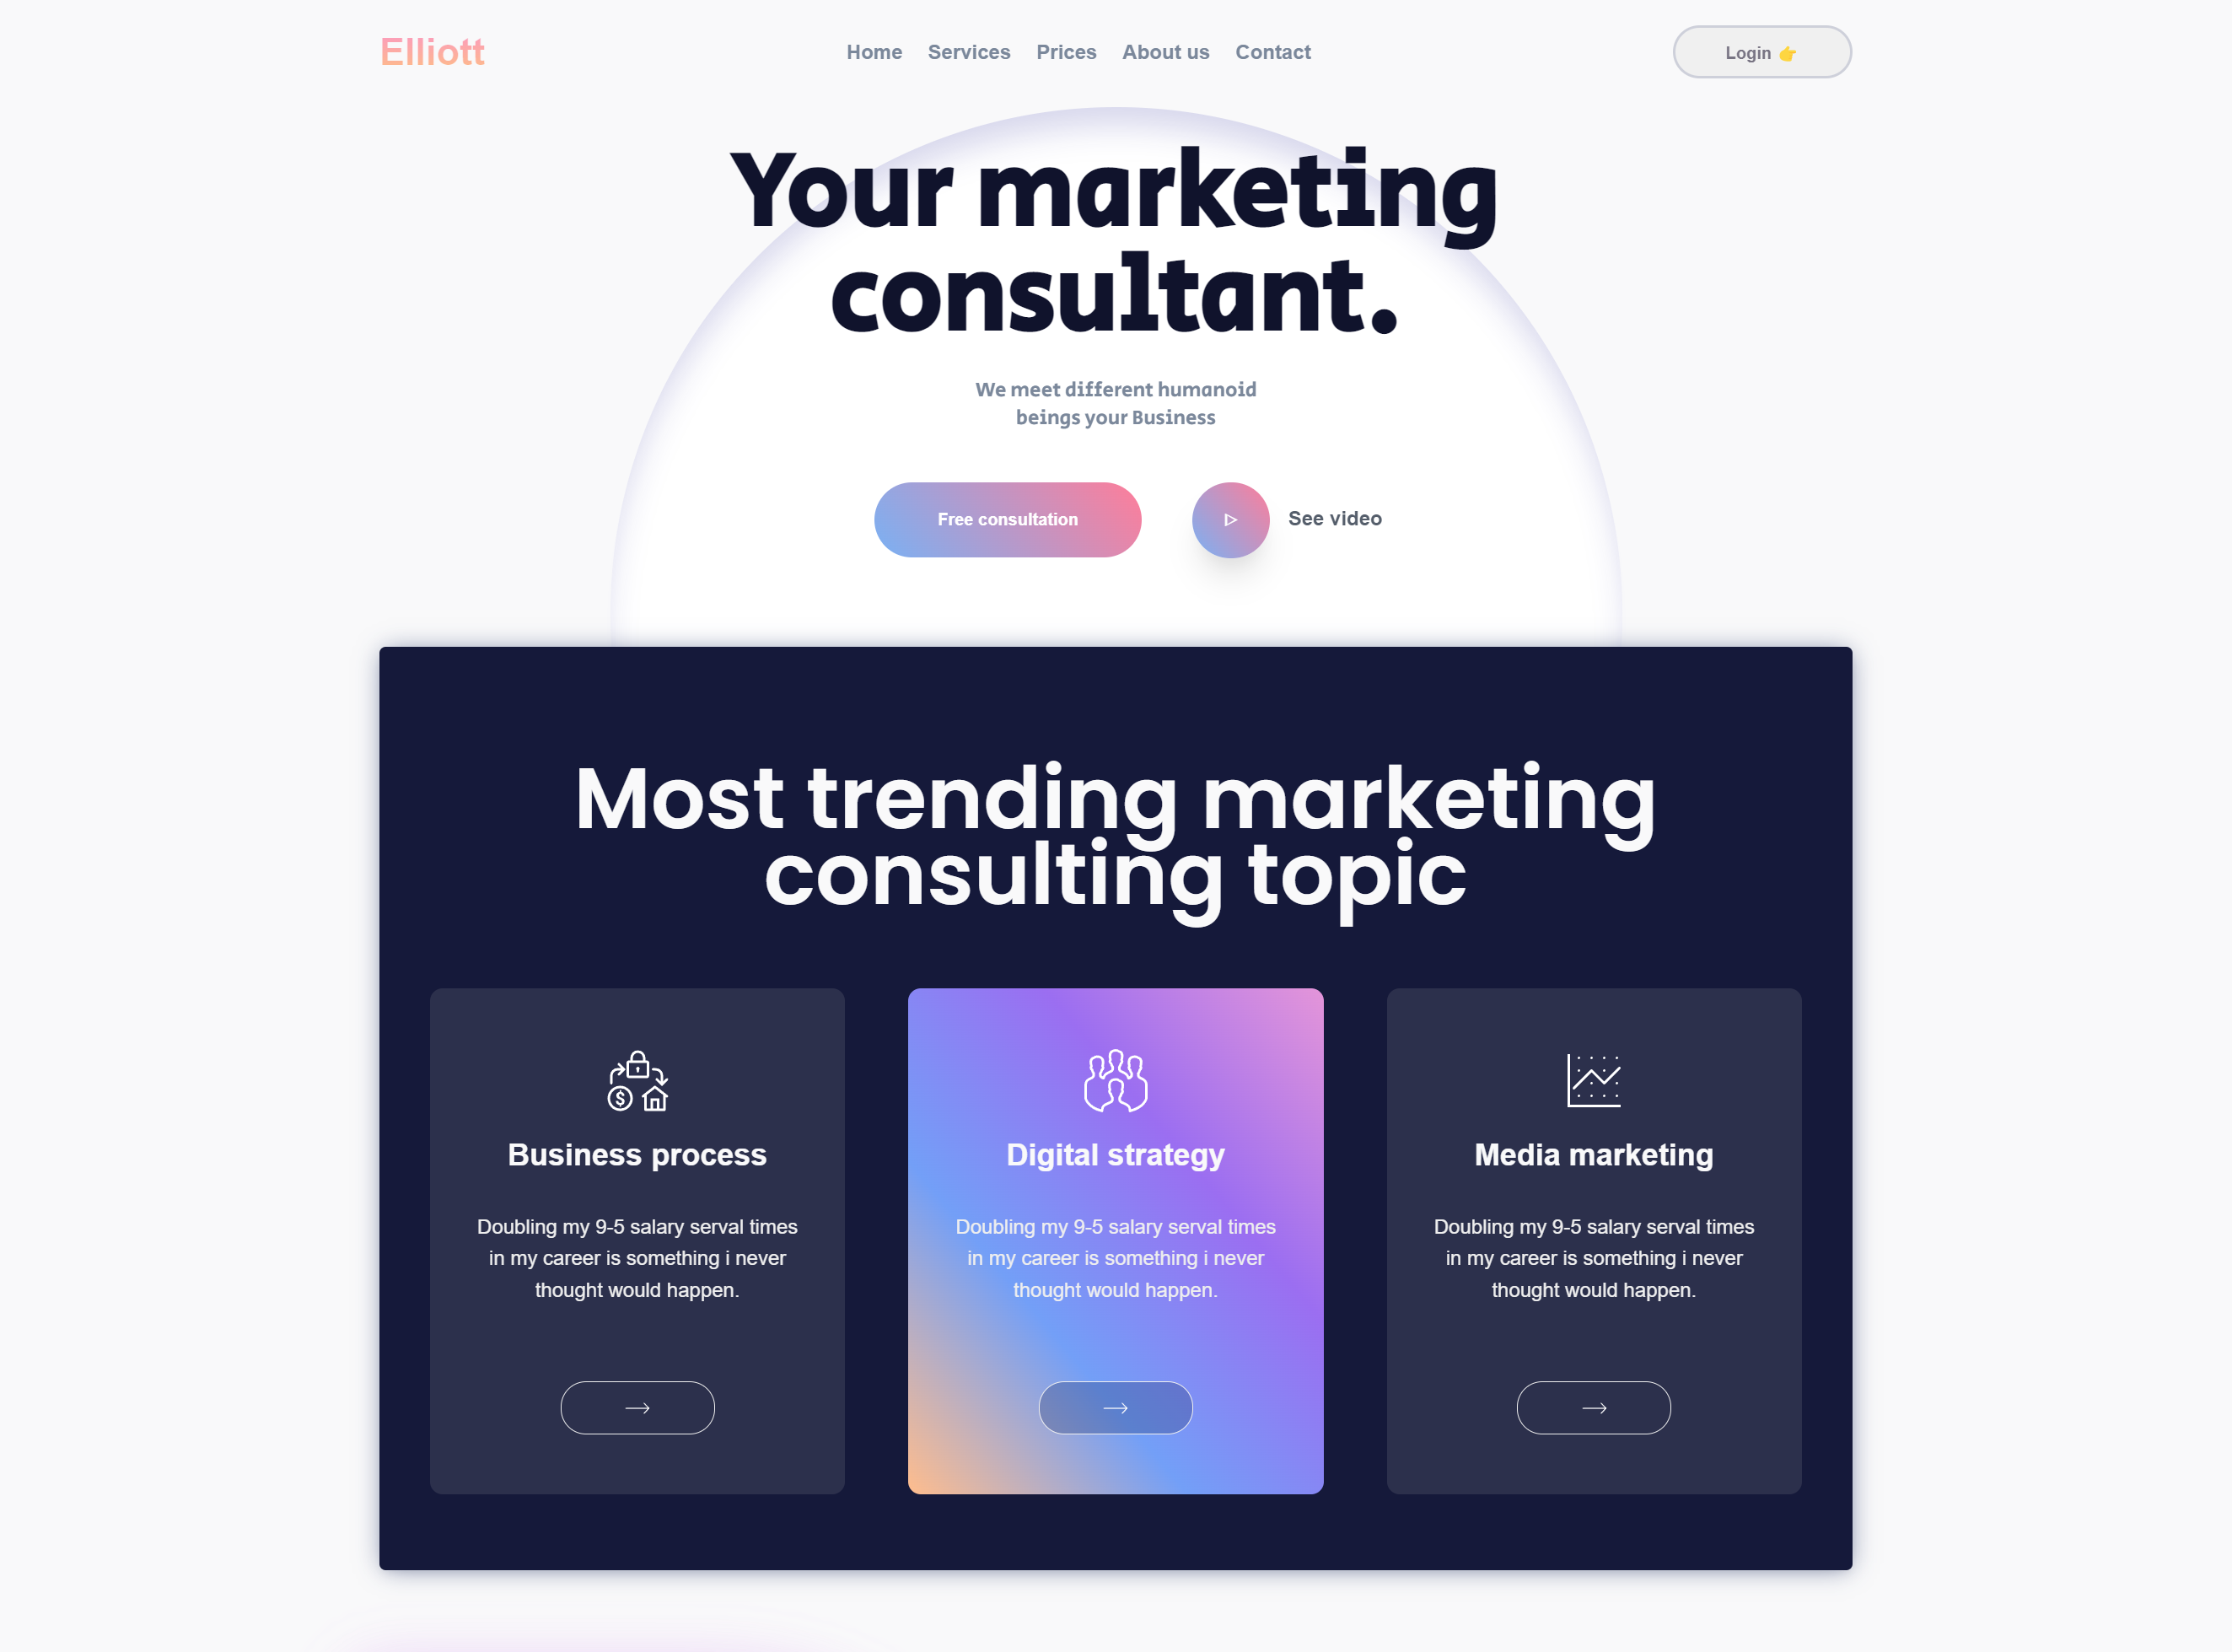 Elliott
Home Services Prices About us Contact
Login 👉
Your marketing
consultant.
We meet different humanoid
beings your Business
Free consultation
See video
Most trending marketing
consulting topic
Business process
Doubling my 9-5 salary serval times
in my career is something i never
thought would happen.
Digital strategy
Doubling my 9-5 salary serval times
in my career is something i never
thought would happen.
Media marketing
Doubling my 9-5 salary serval times
in my career is something i never
thought would happen.